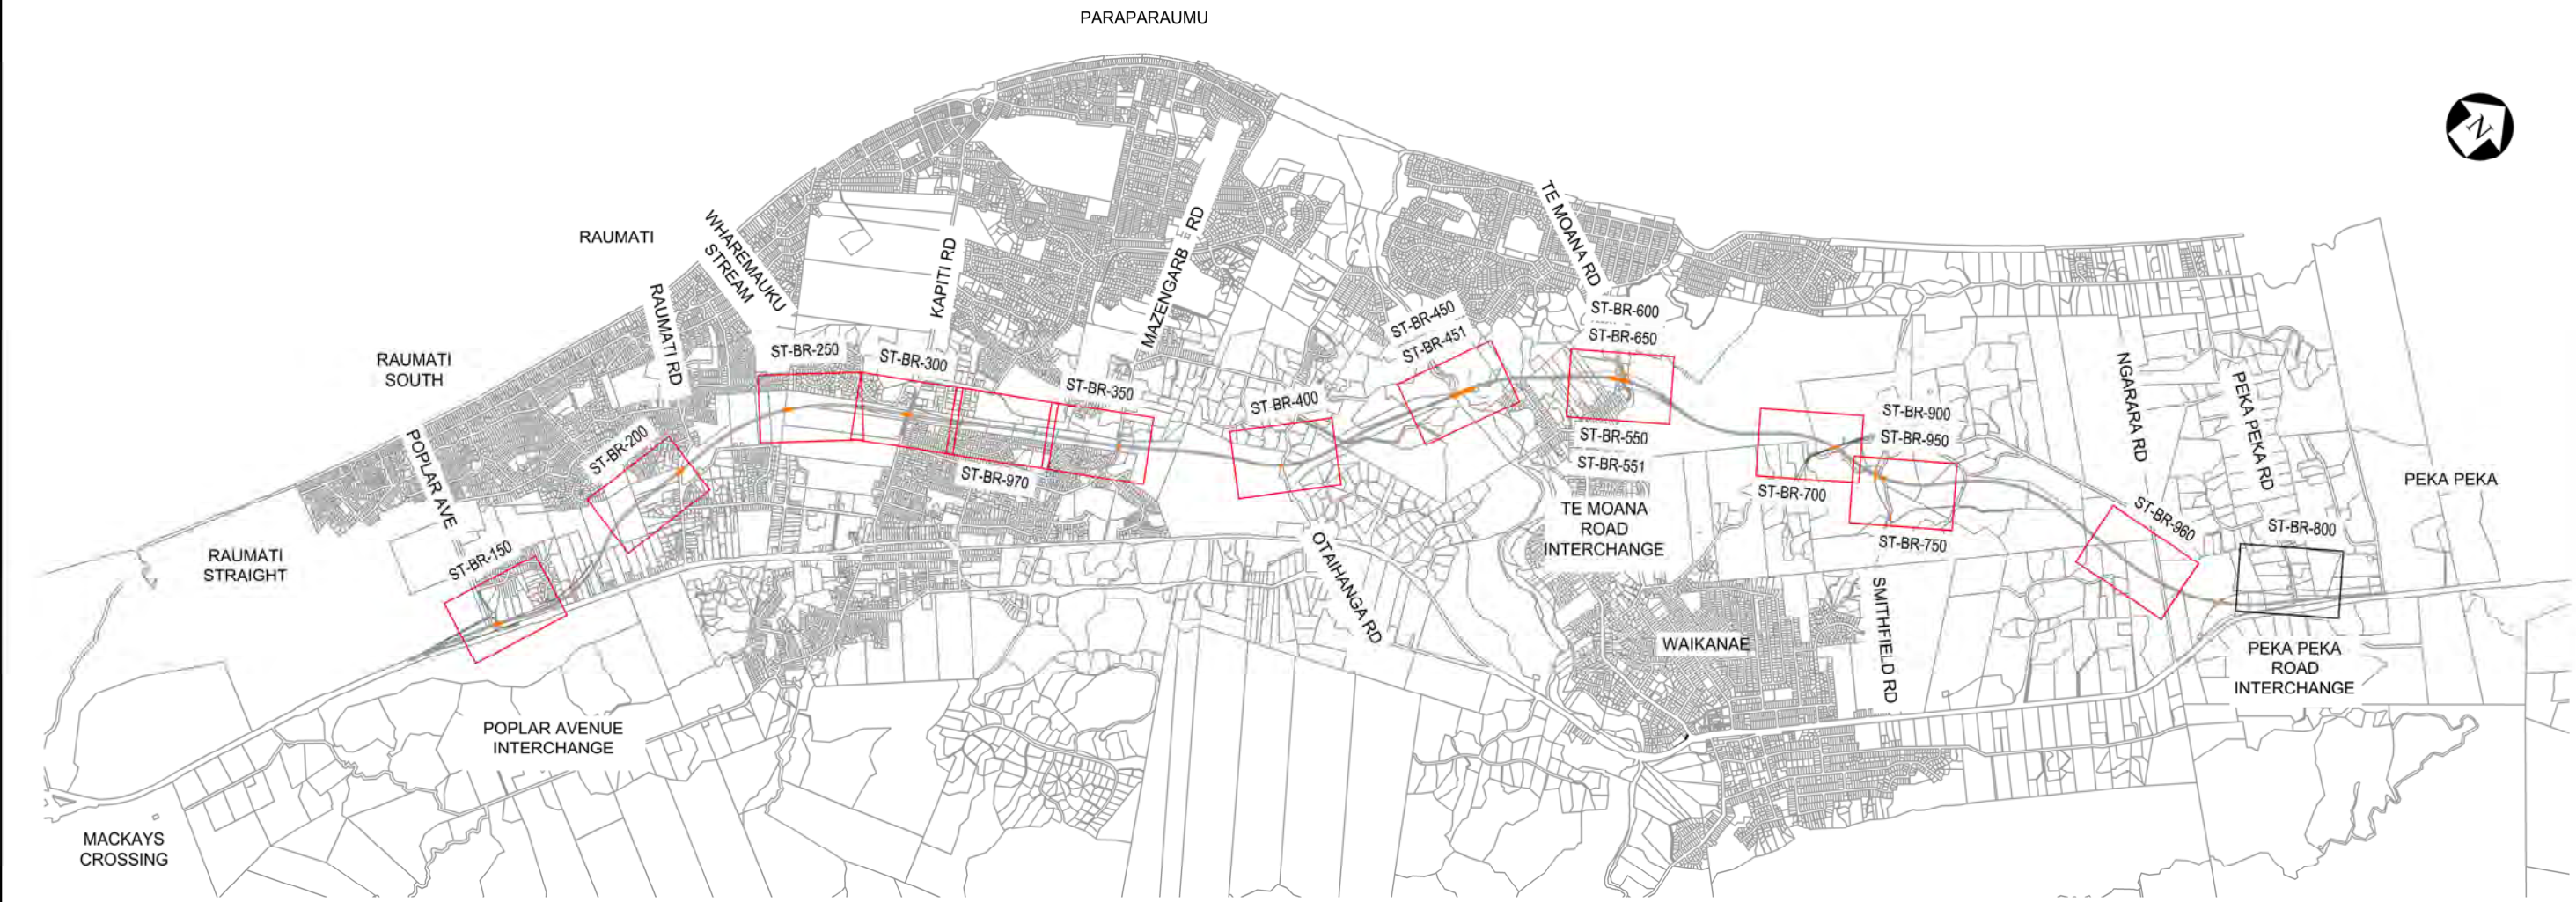 PARAPARAUMU
N
RAUMATI
WHAREMAUKU
STREAM
RAUMATI RD
KAPITI RD
MAZENGARB RD
TE MOANA RD
RAUMATI
SOUTH
POPLAR AVE
ST-BR-150
ST-BR-200
ST-BR-250
ST-BR-300
ST-BR-970
ST-BR-350
ST-BR-400
OTAIHANGA RD
ST-BR-450
ST-BR-451
ST-BR-600
ST-BR-650
ST-BR-550
ST-BR-551
TE MOANA
ROAD
INTERCHANGE
ST-BR-700
ST-BR-900
ST-BR-950
ST-BR-750
SMITHFIELD RD
NGARARA RD
PEKA PEKA RD
ST-BR-960
ST-BR-800
PEKA PEKA
PEKA PEKA
ROAD
INTERCHANGE
WAIKANAE
RAUMATI
STRAIGHT
POPLAR AVENUE
INTERCHANGE
MACKAYS
CROSSING